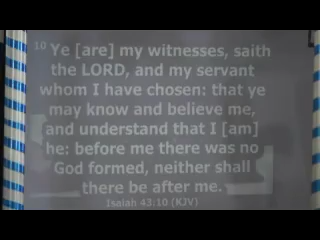 10 Ye [are] my witnesses, saith
the LORD, and my servant
whom I have chosen: that ye
may know and believe me,
and understand that I [am]
he: before me there was no
God formed, neither shall
there be after me.
Isaiah 43:10 (KJV)